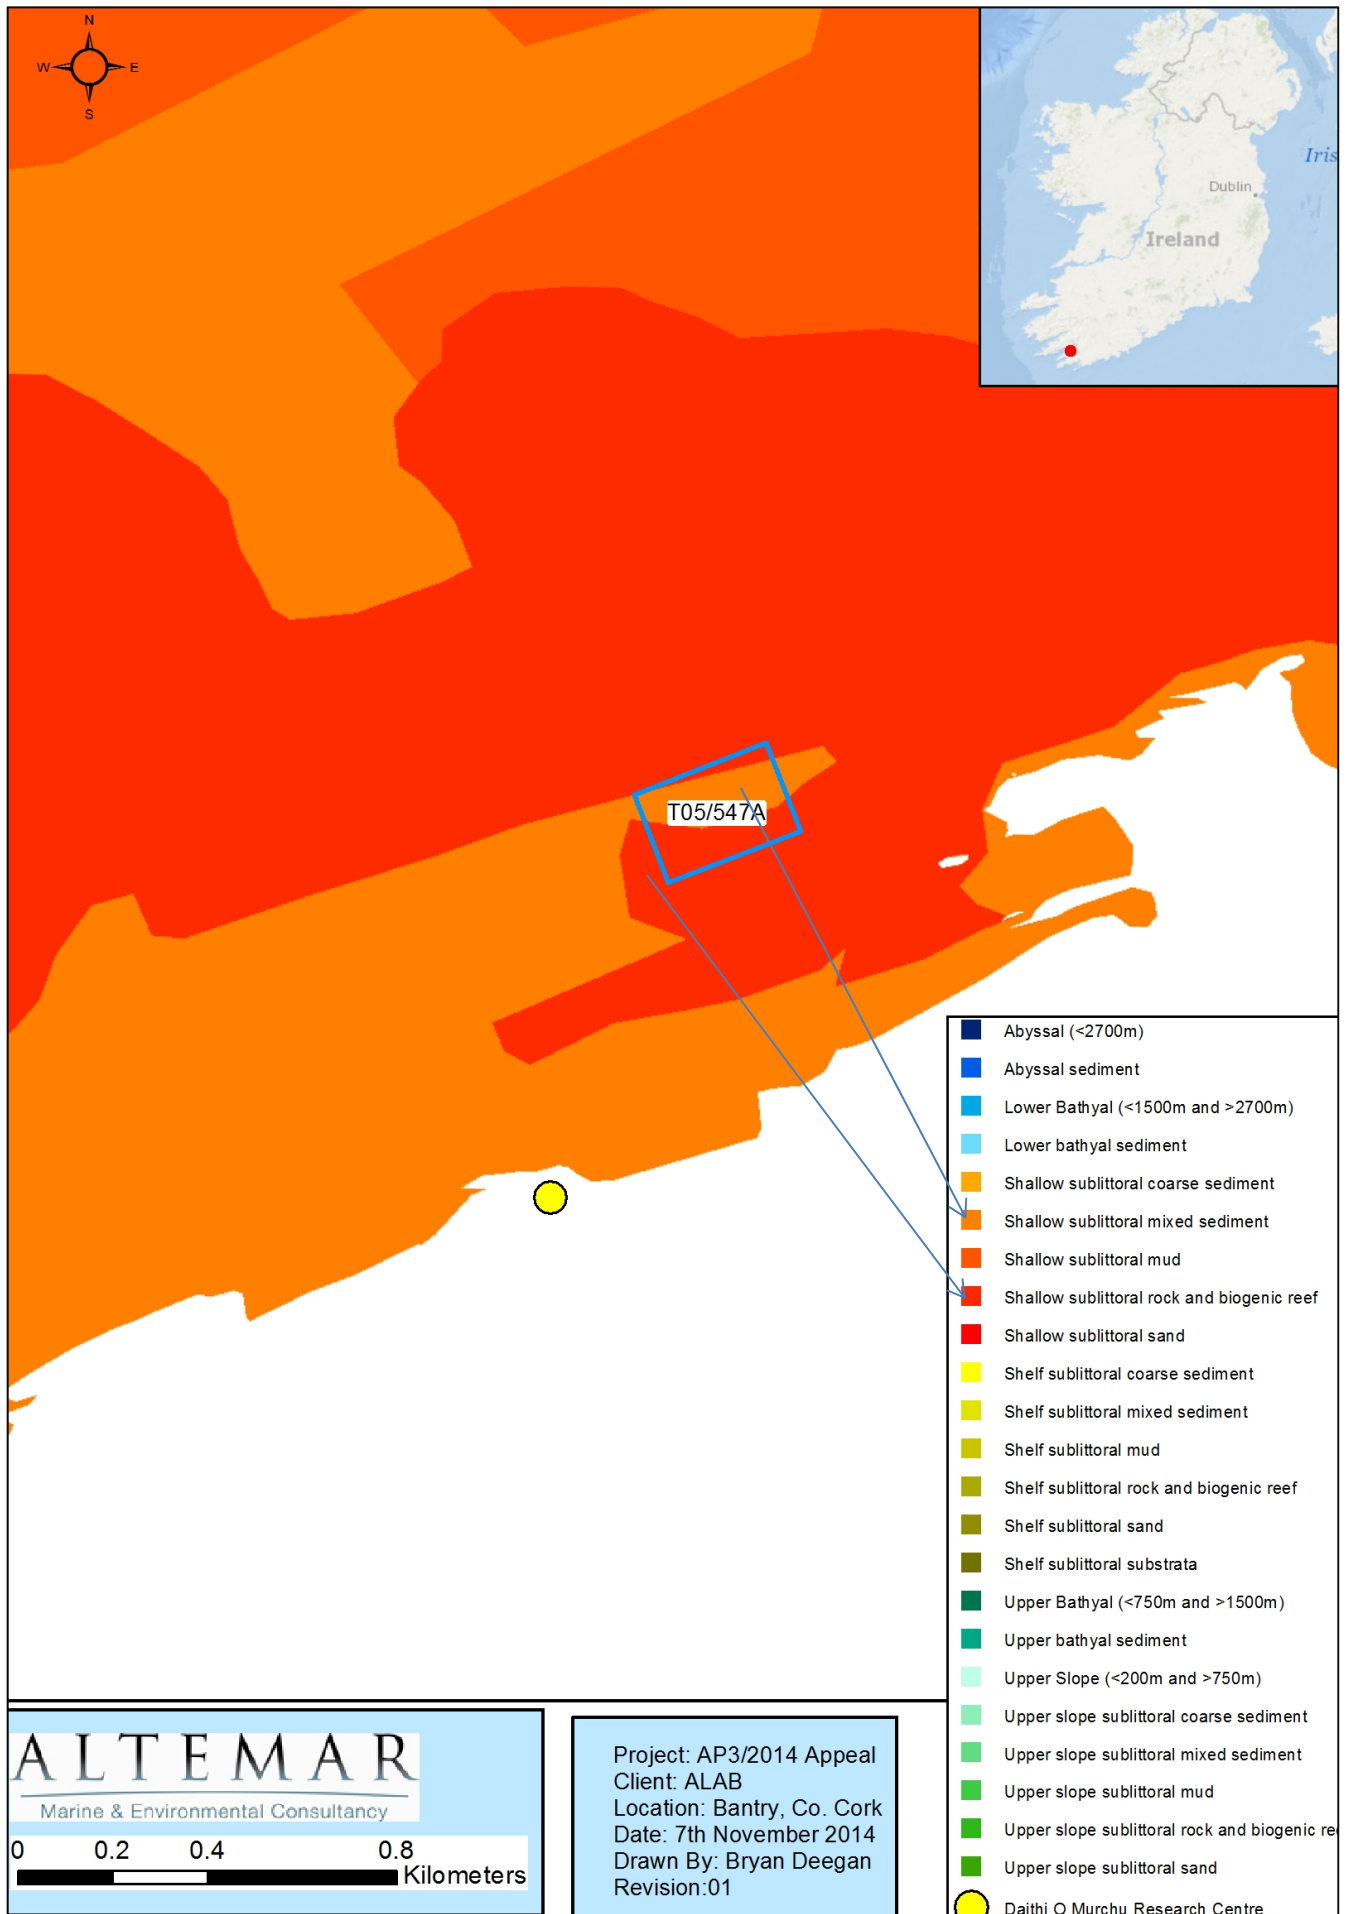 N
W
E
S
Iris
Dublin
Ireland
T05/547A
Abyssal (<2700m)
Abyssal sediment
Lower Bathyal (<1500m and >2700m)
Lower bathyal sediment
Shallow sublittoral coarse sediment
Shallow sublittoral mixed sediment
Shallow sublittoral mud
Shallow sublittoral rock and biogenic reef
Shallow sublittoral sand
Shelf sublittoral coarse sediment
Shelf sublittoral mixed sediment
Shelf sublittoral mud
Shelf sublittoral rock and biogenic reef
Shelf sublittoral sand
Shelf sublittoral substrata
Upper Bathyal (<750m and >1500m)
Upper bathyal sediment
Upper Slope (<200m and >750m)
Upper slope sublittoral coarse sediment
Upper slope sublittoral mixed sediment
Upper slope sublittoral mud
Upper slope sublittoral rock and biogenic re
Upper slope sublittoral sand
Daithi O Murchu Research Centre
ALTEMAR
Marine & Environmental Consultancy
0 0.2 0.4 0.8
Kilometers
Project: AP3/2014 Appeal
Client: ALAB
Location: Bantry, Co. Cork
Date: 7th November 2014
Drawn By: Bryan Deegan
Revision:01